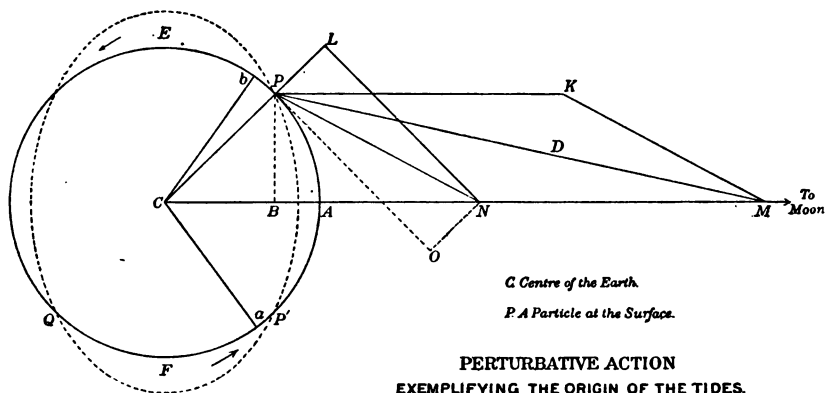 E
L
b
P
K
D
C
B
A
N
M
To
Moon
O
C. Centre of the Earth.
Q
a
P'
P. A Particle at the Surface.
F
PERTURBATIVE ACTION
EXEMPLIFYING THE ORIGIN OF THE TIDES.